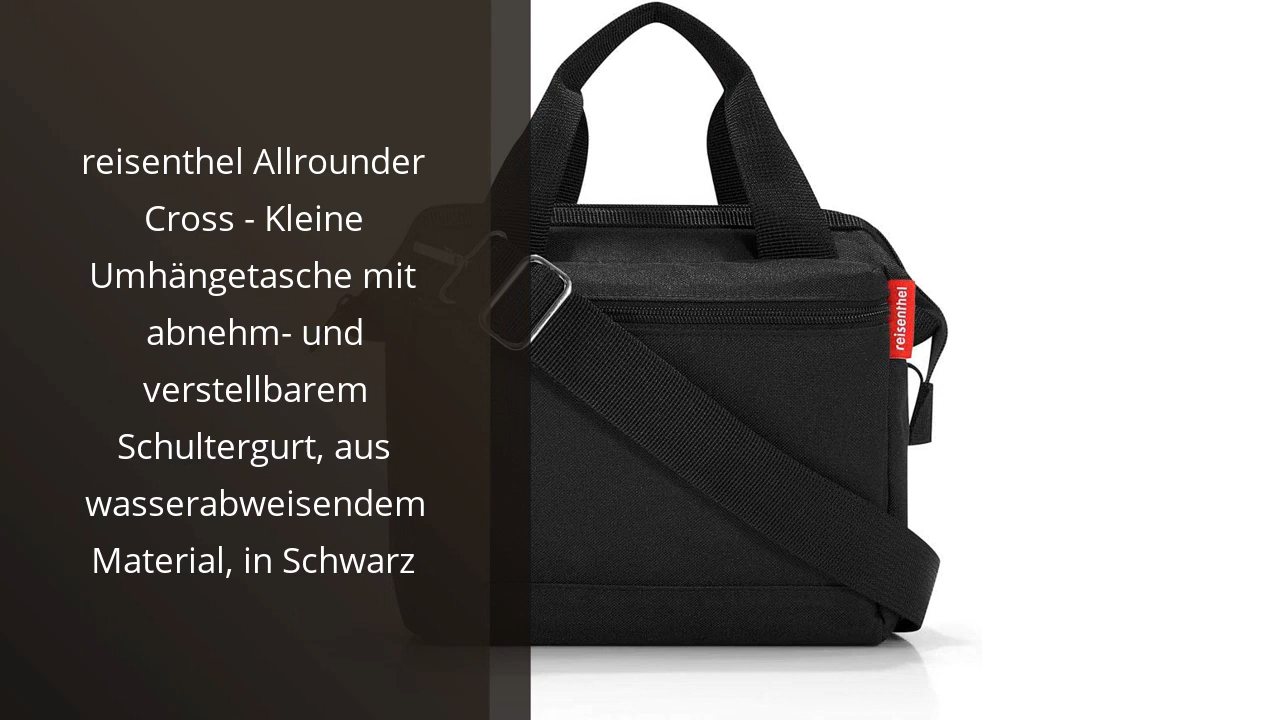 reisenthel Allrounder
Cross - Kleine
Umhängetasche mit
abnehm- und
verstellbarem
Schultergurt, aus
wasserabweisendem
Material, in Schwarz
reisenthel